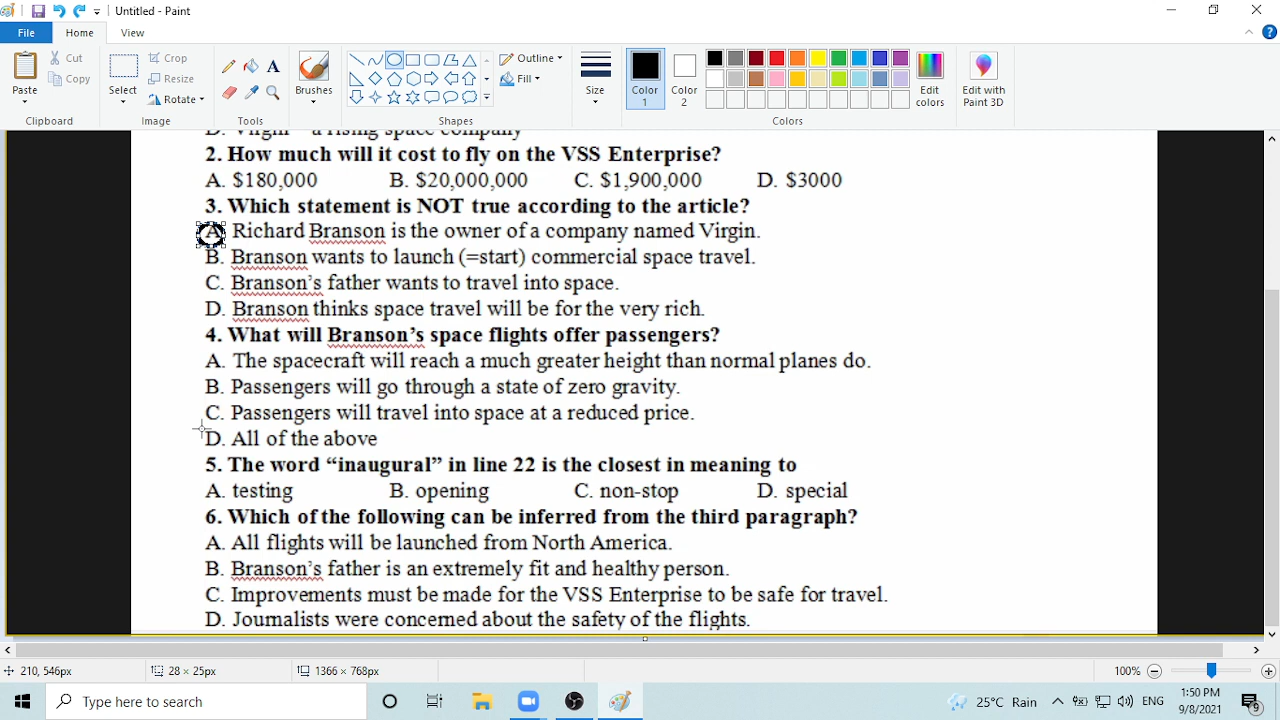 Untitled - Paint
File
Home
View
Cut
Copy
Paste
Clipboard
Crop
Resize
Rotate
Select
Image
Tools
Brushes
Outline
Fill
Shapes
Size
Color 1
Color 2
Edit colors
Colors
Edit with Paint 3D
D. Virgin – a rising space company
2. How much will it cost to fly on the VSS Enterprise?
A. $180,000 B. $20,000,000 C. $1,900,000 D. $3000
3. Which statement is NOT true according to the article?
A. Richard Branson is the owner of a company named Virgin.
B. Branson wants to launch (=start) commercial space travel.
C. Branson’s father wants to travel into space.
D. Branson thinks space travel will be for the very rich.
4. What will Branson’s space flights offer passengers?
A. The spacecraft will reach a much greater height than normal planes do.
B. Passengers will go through a state of zero gravity.
C. Passengers will travel into space at a reduced price.
D. All of the above
5. The word “inaugural” in line 22 is the closest in meaning to
A. testing B. opening C. non-stop D. special
6. Which of the following can be inferred from the third paragraph?
A. All flights will be launched from North America.
B. Branson’s father is an extremely fit and healthy person.
C. Improvements must be made for the VSS Enterprise to be safe for travel.
D. Journalists were concerned about the safety of the flights.
210, 546px
28 × 25px
1366 × 768px
100%
Type here to search
25°C Rain
ENG
1:50 PM
9/8/2021
9